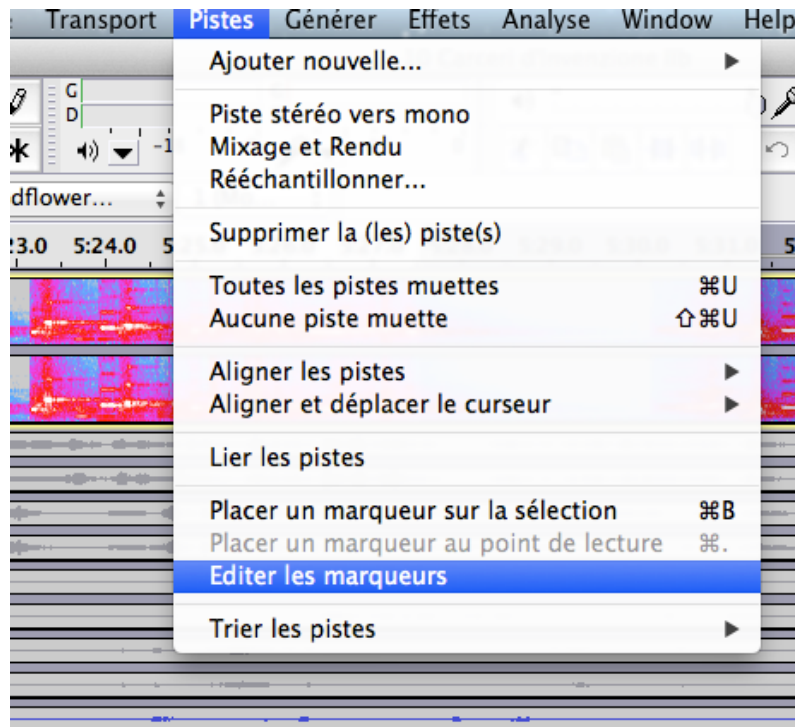 Transport Pistes Générer Effets Analyse Window Help
Ajouter nouvelle...
G
D
Piste stéréo vers mono
Mixage et Rendu
Rééchantillonner...
dflower...
Supprimer la (les) piste(s)
:3.0 5:24.0 5
Toutes les pistes muettes ⌘U
Aucune piste muette ⇧⌘U
Aligner les pistes
Aligner et déplacer le curseur
Lier les pistes
Placer un marqueur sur la sélection ⌘B
Placer un marqueur au point de lecture ⌘.
Editer les marqueurs
Trier les pistes